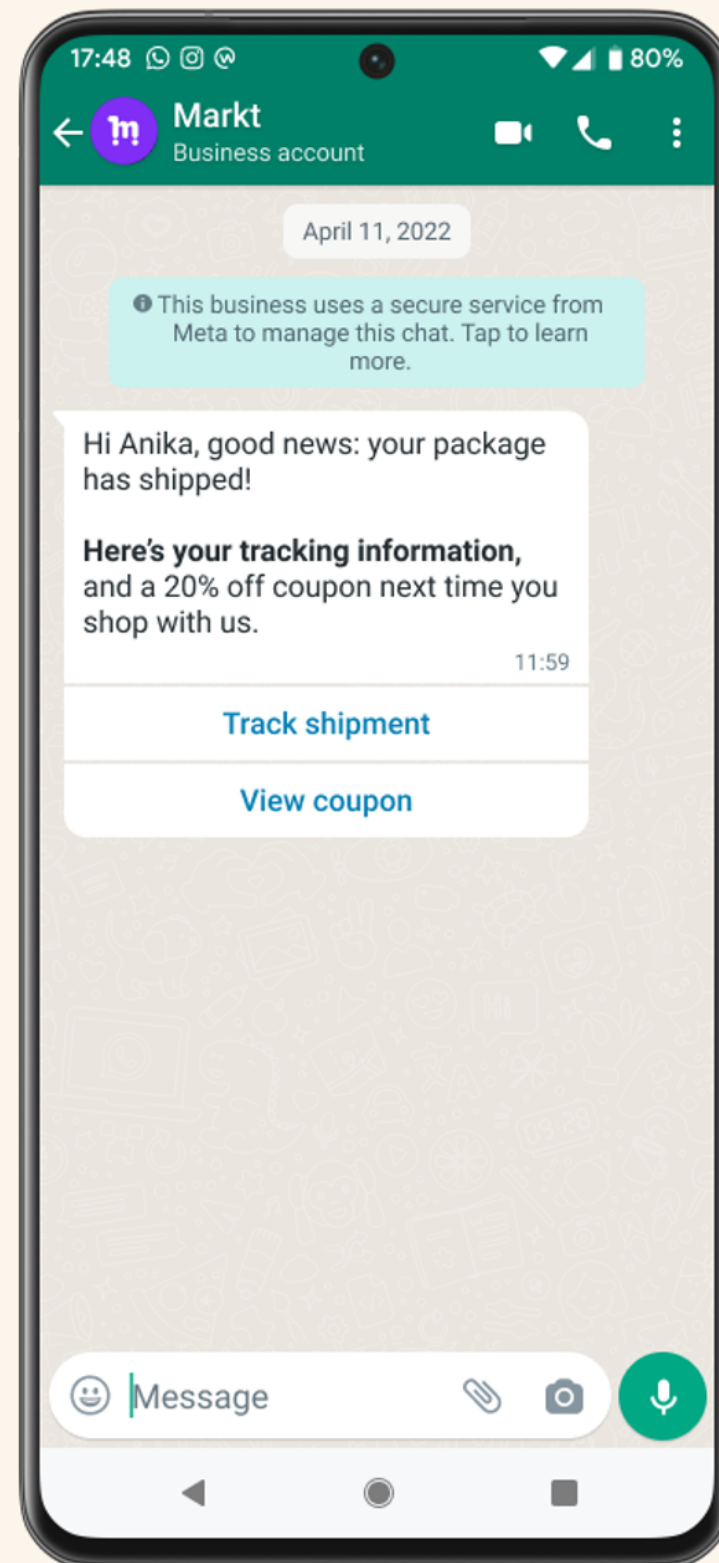 17:48 80%
Markt
Business account
April 11, 2022
This business uses a secure service from
Meta to manage this chat. Tap to learn
more.
Hi Anika, good news: your package
has shipped!
Here's your tracking information,
and a 20% off coupon next time you
shop with us.
11:59
Track shipment
View coupon
Message